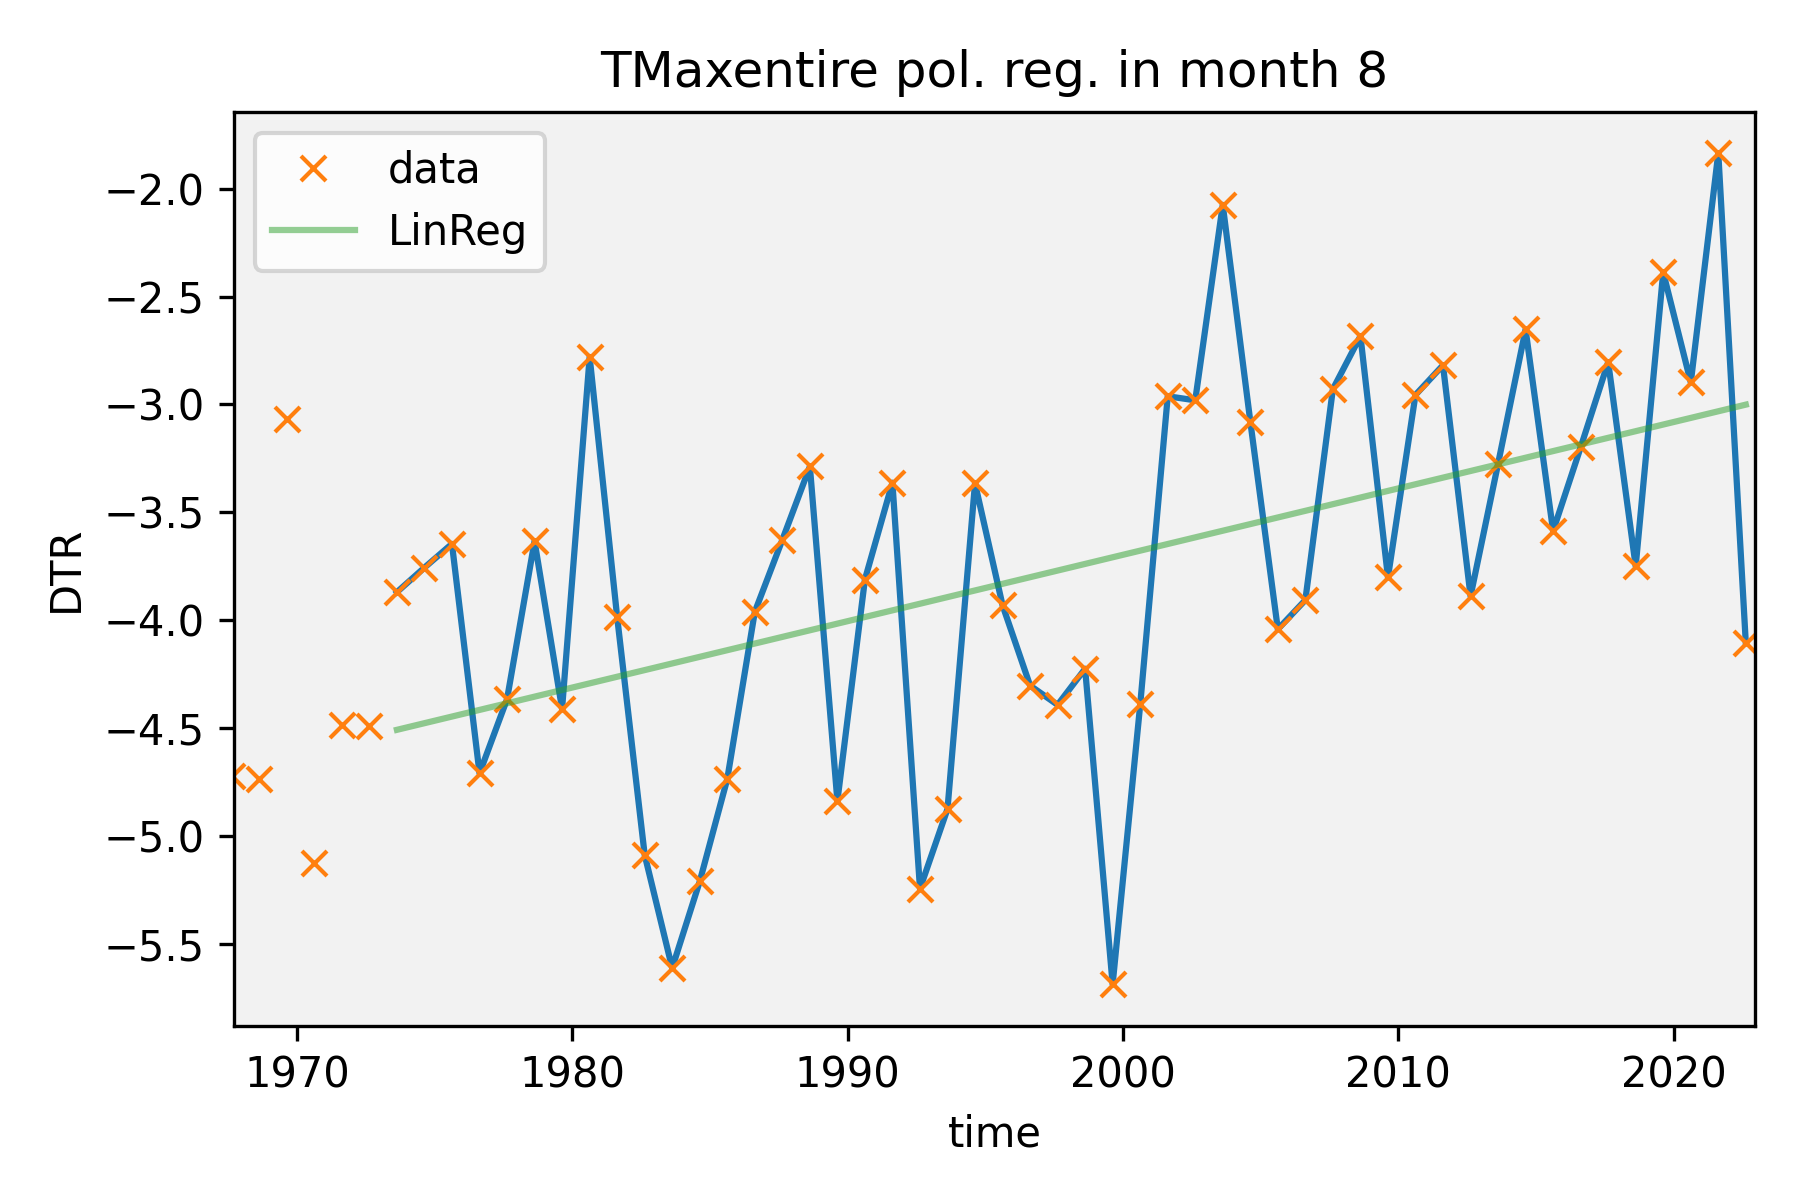 TMaxentire pol. reg. in month 8
data
LinReg
−2.0
−2.5
−3.0
−3.5
−4.0
−4.5
−5.0
−5.5
DTR
1970 1980 1990 2000 2010 2020
time